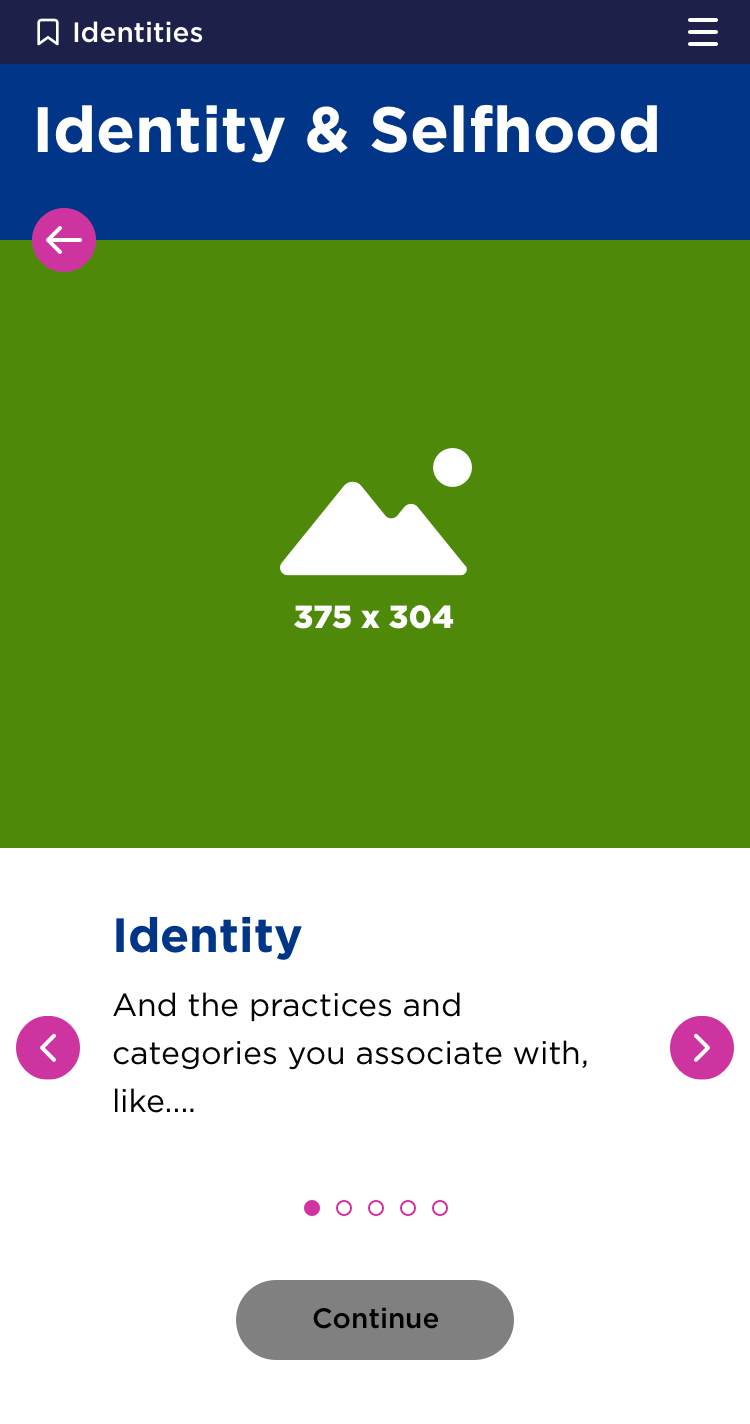 Identities
Identity & Selfhood
375 x 304
Identity
And the practices and
categories you associate with,
like....
Continue